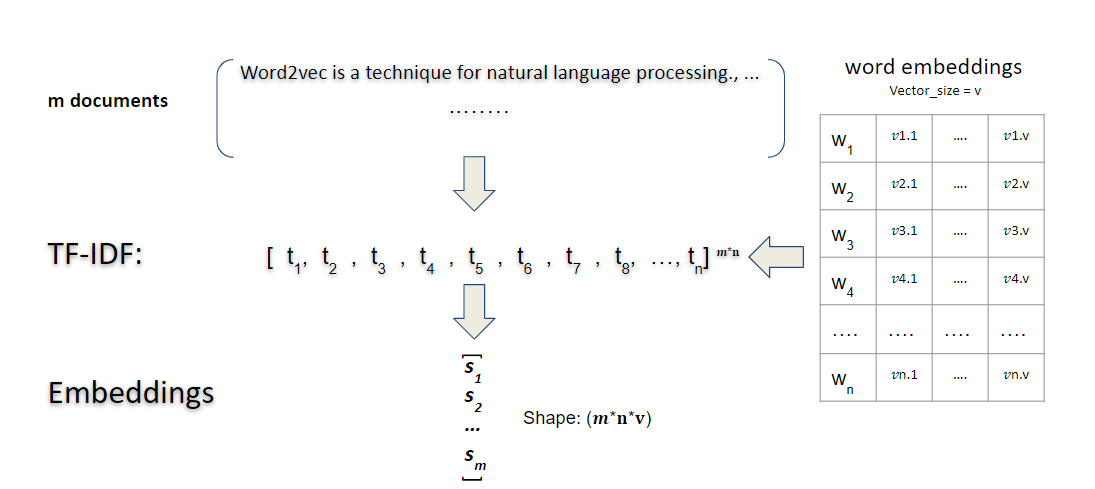 Word2vec is a technique for natural language processing., ...
m documents
........
word embeddings
Vector_size = v
w1 v1.1 .... v1.v
w2 v2.1 .... v2.v
w3 v3.1 .... v3.v
w4 v4.1 .... v4.v
.... .... .... ....
wn vn.1 .... vn.v
TF-IDF:
[ t1, t2 , t3 , t4 , t5 , t6 , t7 , t8, ..., tn] m*n
Embeddings
[
s1
s2
...
sm
]
Shape: (m*n*v)